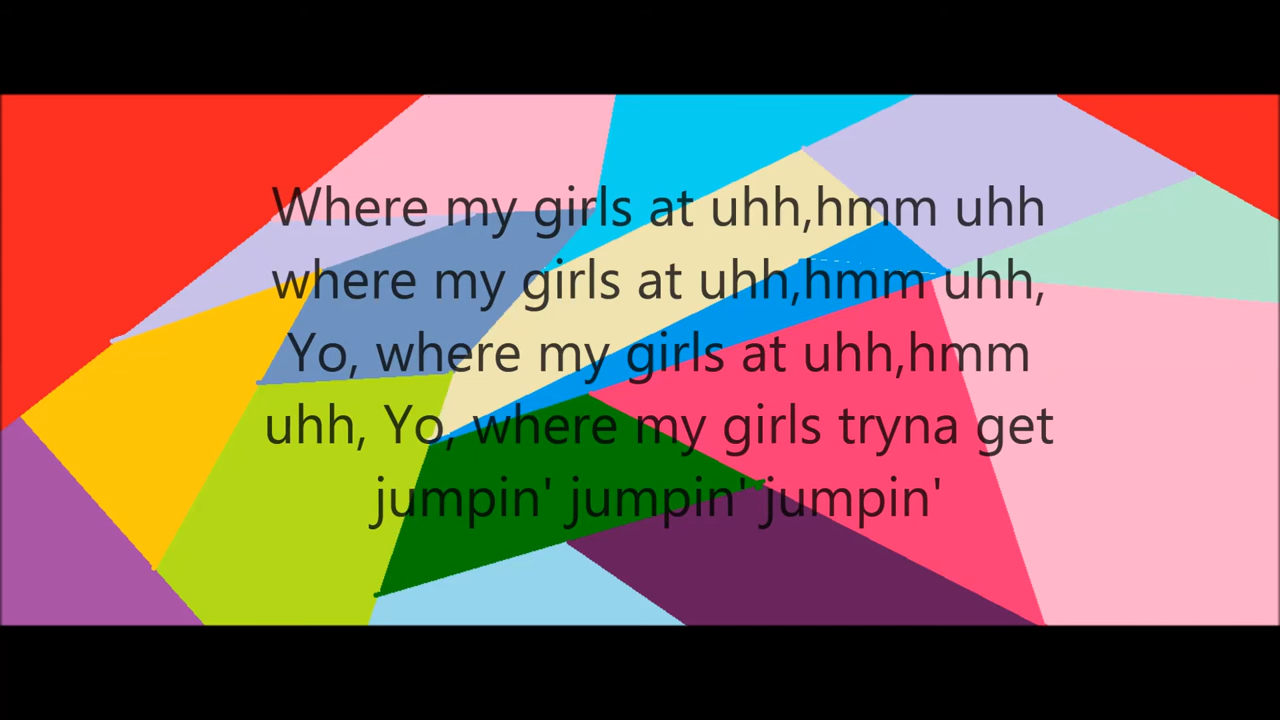 Where my girls at uhh,hmm uhh
where my girls at uhh,hmm uhh,
Yo, where my girls at uhh,hmm
uhh, Yo, where my girls tryna get
jumpin' jumpin' jumpin'